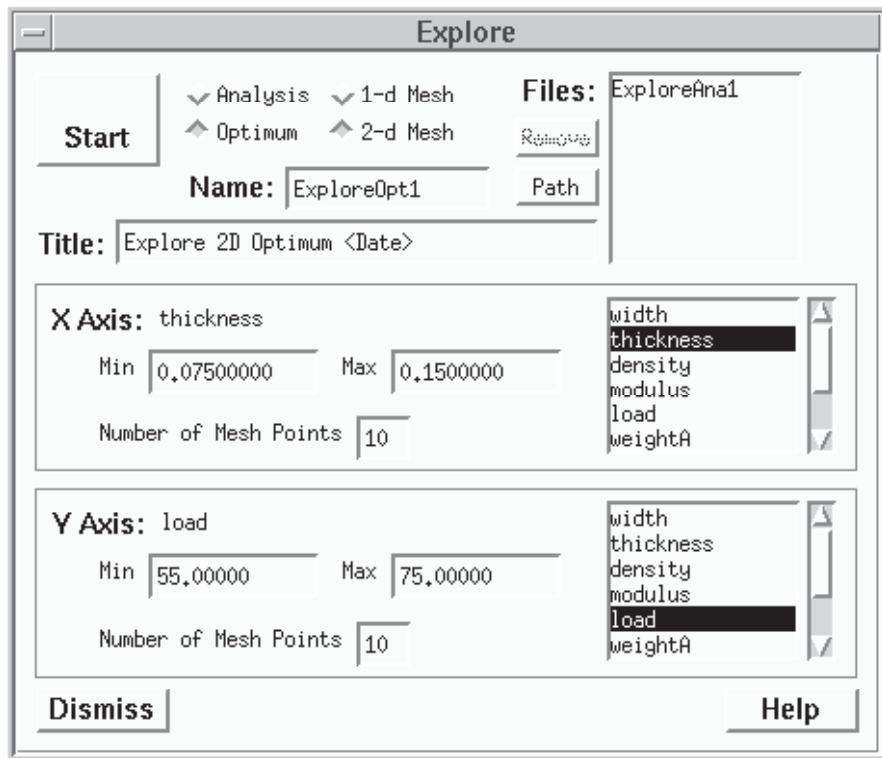 Explore
Start
Analysis 1-d Mesh
Optimum 2-d Mesh
Name: ExploreOpt1
Files: ExploreAna1
Remove
Path
Title: Explore 2D Optimum <Date>
X Axis: thickness
Min 0.07500000 Max 0.1500000
Number of Mesh Points 10
width
thickness
density
modulus
load
weightA
Y Axis: load
Min 55.00000 Max 75.00000
Number of Mesh Points 10
width
thickness
density
modulus
load
weightA
Dismiss
Help